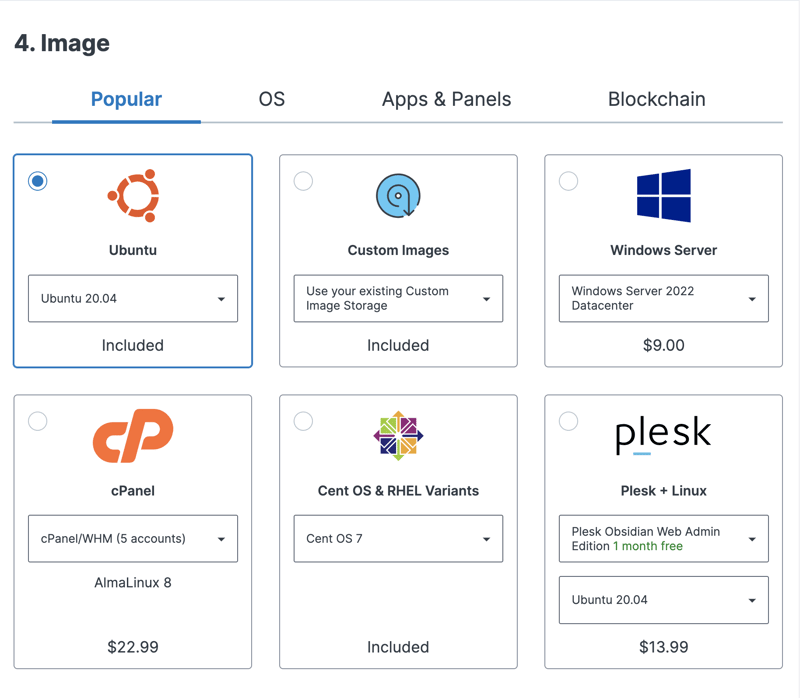 4. Image
Popular
OS
Apps & Panels
Blockchain
Ubuntu
Ubuntu 20.04
Included
Custom Images
Use your existing Custom
Image Storage
Included
Windows Server
Windows Server 2022
Datacenter
$9.00
cP
cPanel
cPanel/WHM (5 accounts)
AlmaLinux 8
$22.99
Cent OS & RHEL Variants
Cent OS 7
Included
plesk
Plesk + Linux
Plesk Obsidian Web Admin
Edition 1 month free
Ubuntu 20.04
$13.99